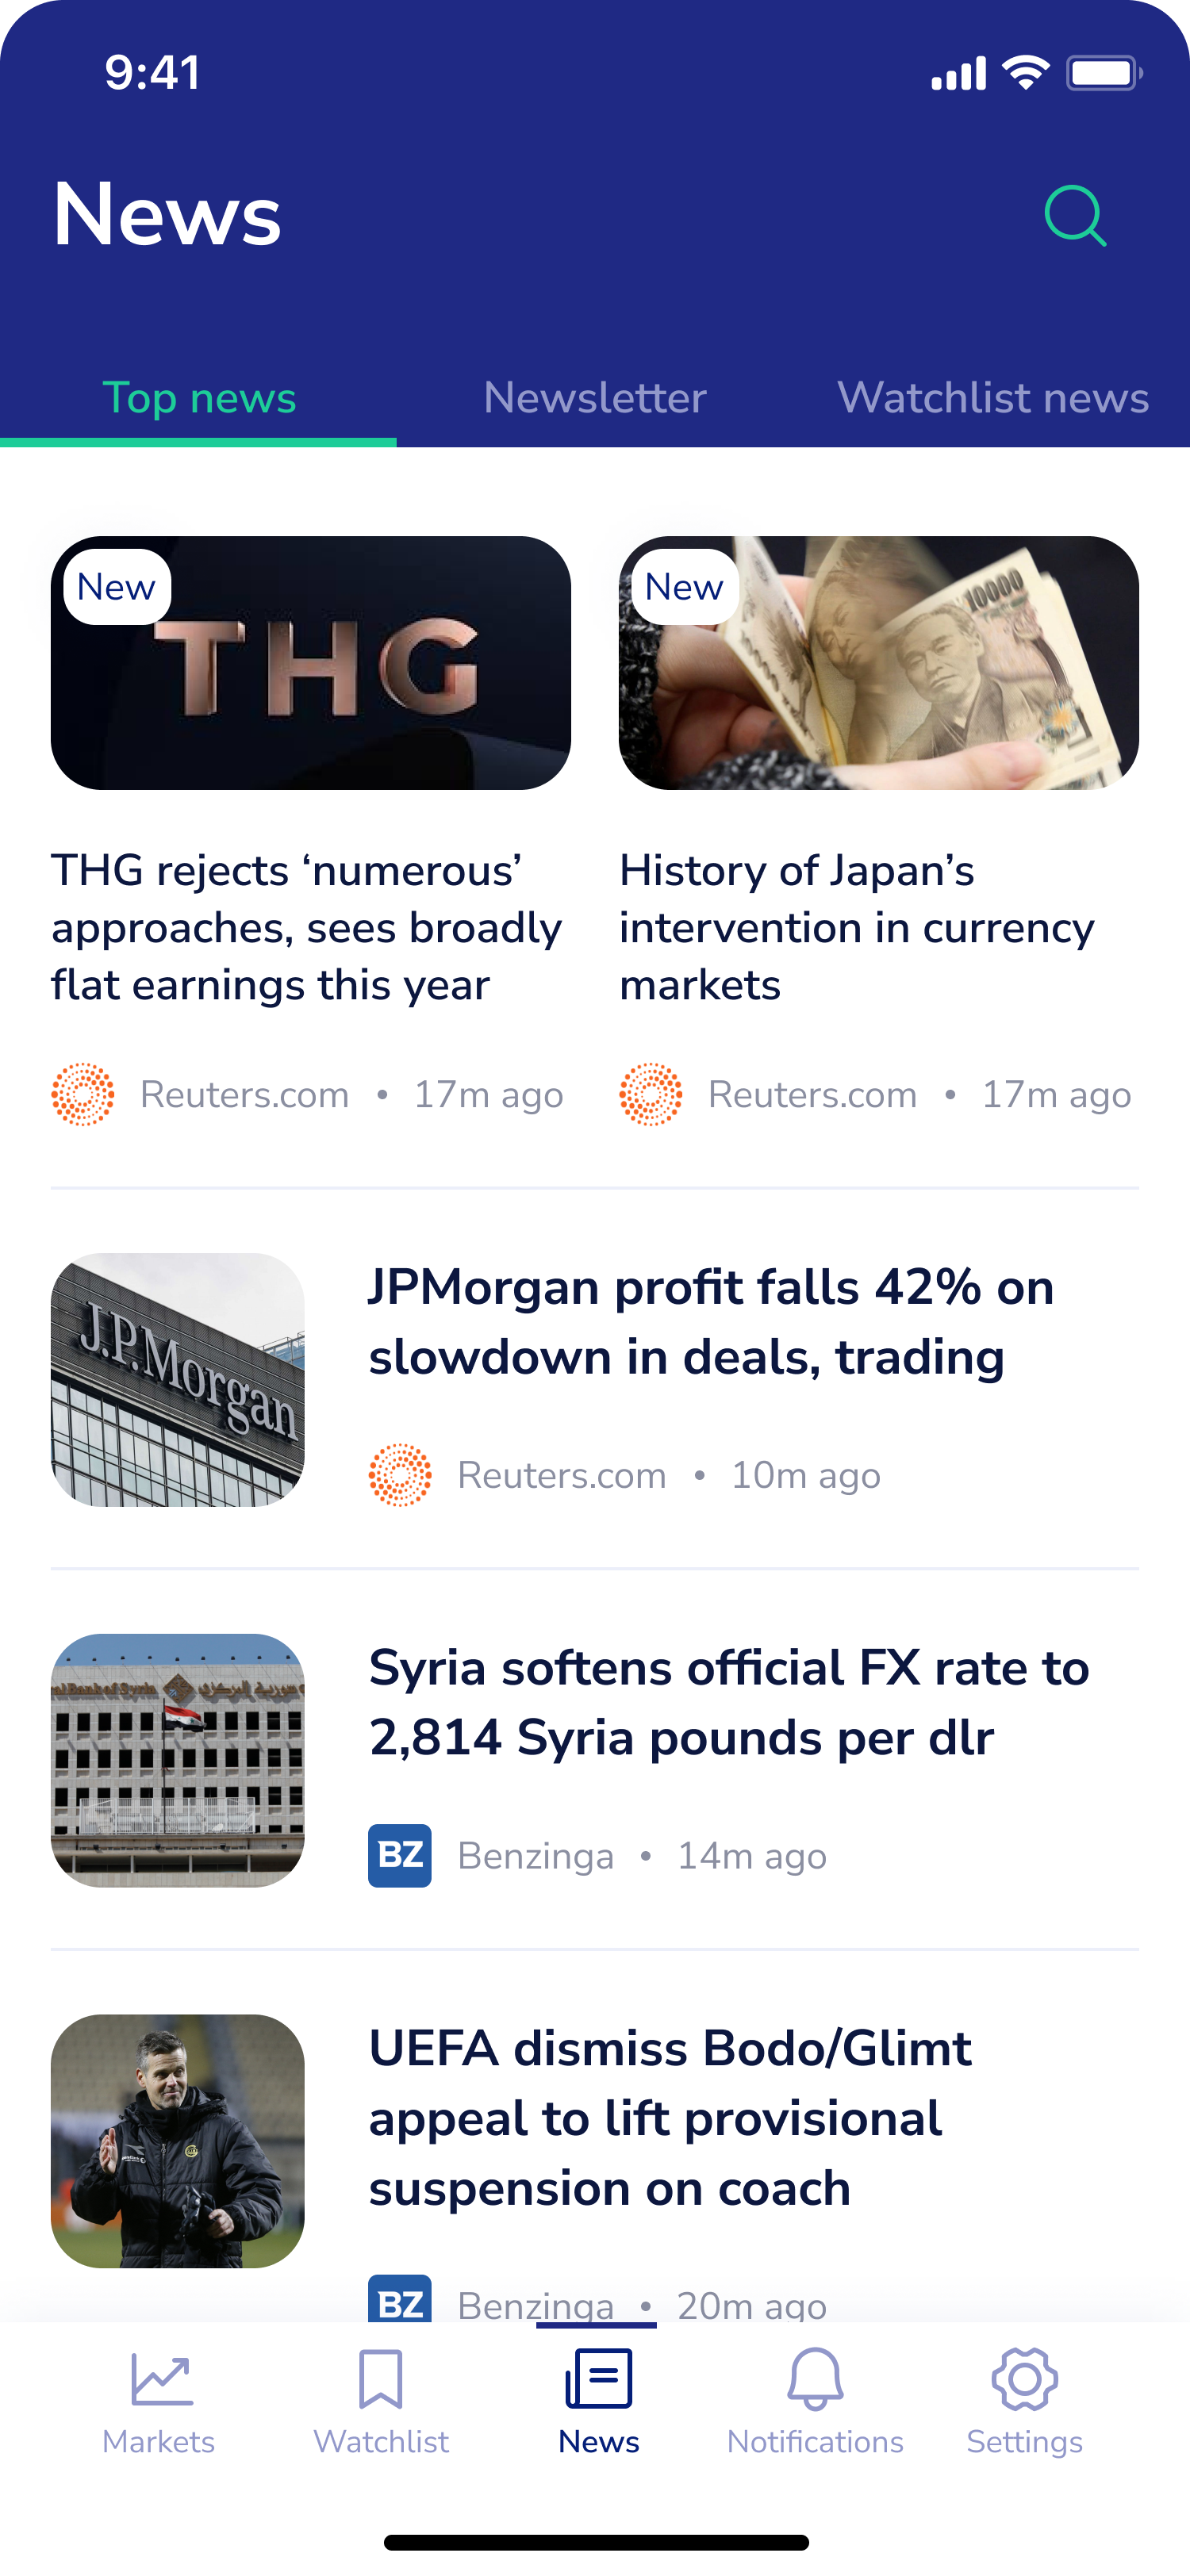 9:41
News
Top news
Newsletter
Watchlist news
New
THG
New
10000
THG rejects ‘numerous’
approaches, sees broadly
flat earnings this year
Reuters.com • 17m ago
History of Japan’s
intervention in currency
markets
Reuters.com • 17m ago
J.P.Morgan
JPMorgan profit falls 42% on
slowdown in deals, trading
Reuters.com • 10m ago
Bank of Syria
Syria softens official FX rate to
2,814 Syria pounds per dlr
BZ
Benzinga • 14m ago
UEFA dismiss Bodo/Glimt
appeal to lift provisional
suspension on coach
BZ
Benzinga • 20m ago
Markets
Watchlist
News
Notifications
Settings